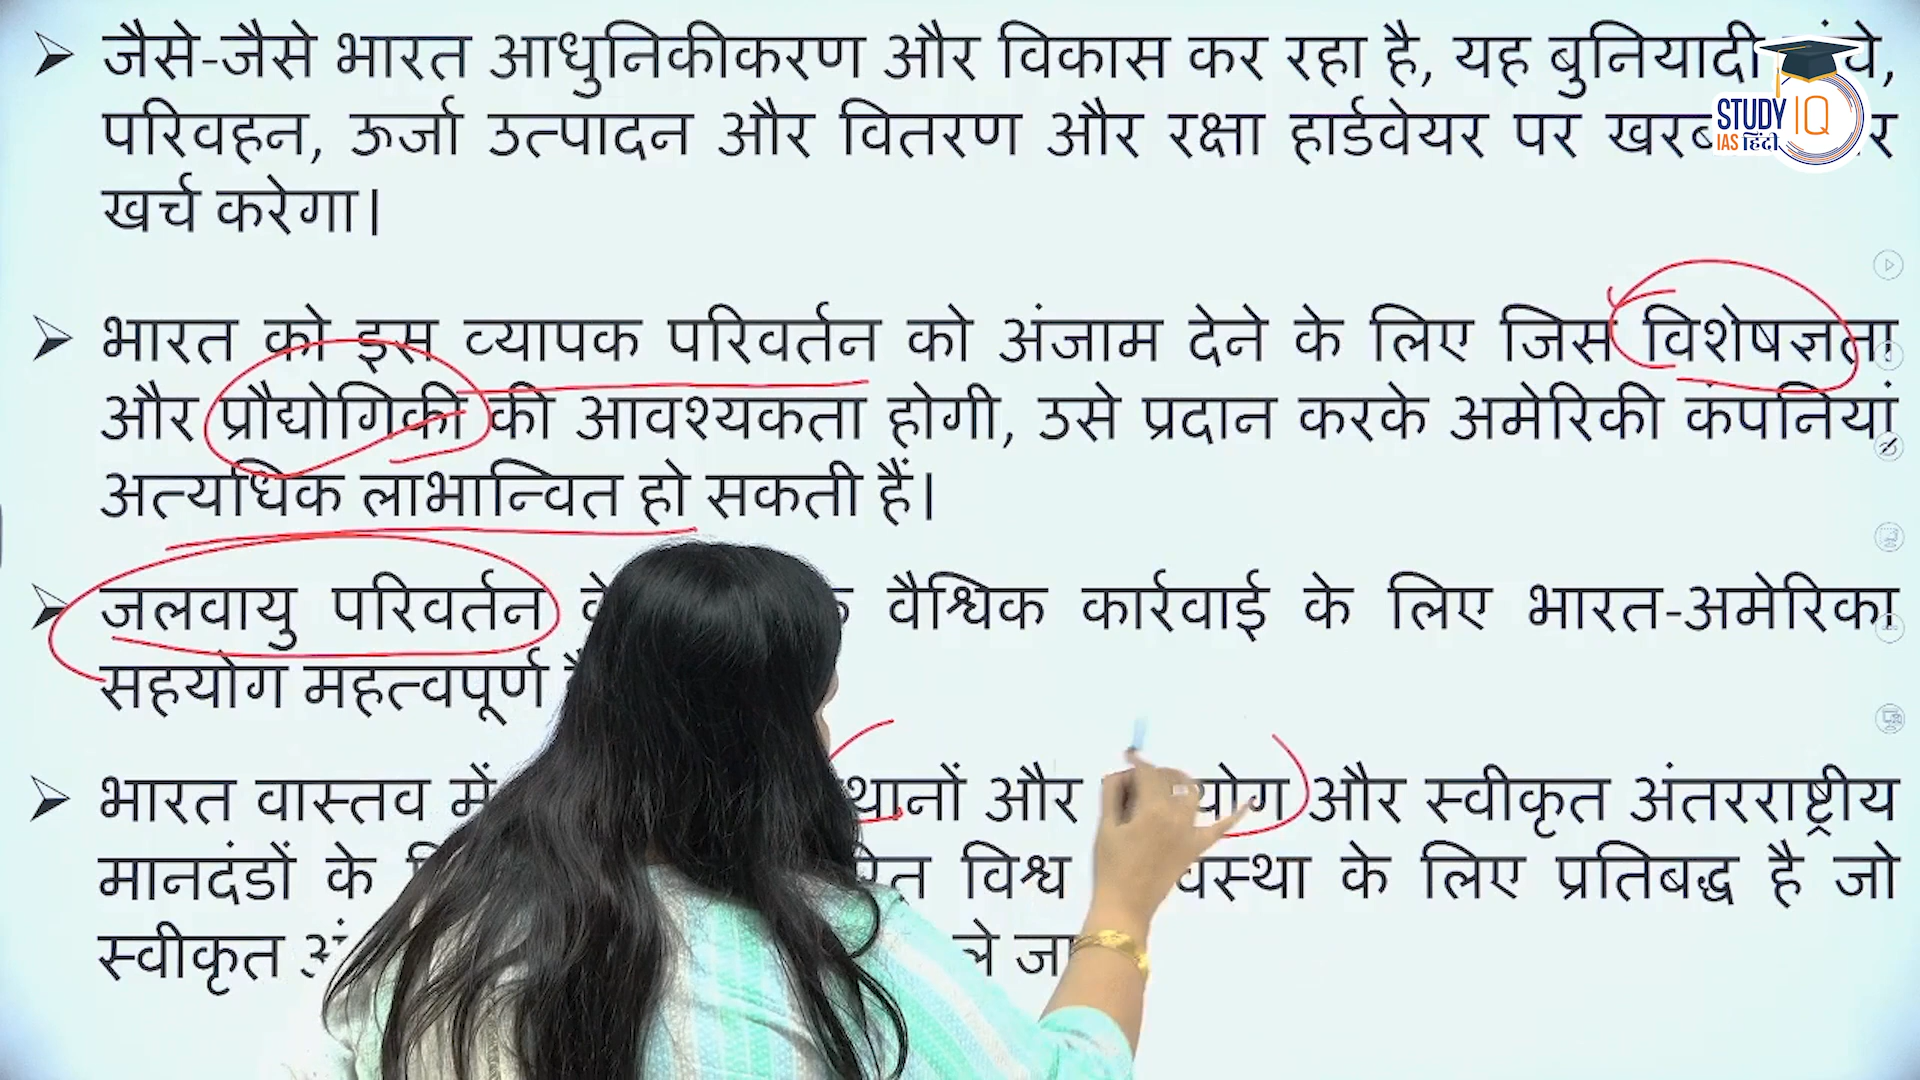 जैसे-जैसे भारत आधुनिकीकरण और विकास कर रहा है, यह बुनियादी
परिवहन, ऊर्जा उत्पादन और वितरण और रक्षा हार्डवेयर पर
खर्च करेगा।
STUDY IQ
IAS हिंदी
भारत को इस व्यापक परिवर्तन को अंजाम देने के लिए जिस विशेषज्ञता
और प्रौद्योगिकी की आवश्यकता होगी, उसे प्रदान करके अमेरिकी कंपनियां
अत्यधिक लाभान्वित हो सकती हैं।
जलवायु परिवर्तन वैश्विक कार्रवाई के लिए भारत-अमेरिका
सहयोग महत्वपूर्ण
भारत वास्तव में और और स्वीकृत अंतरराष्ट्रीय
मानदंडों के विश्व के लिए प्रतिबद्ध है जो
स्वीकृत